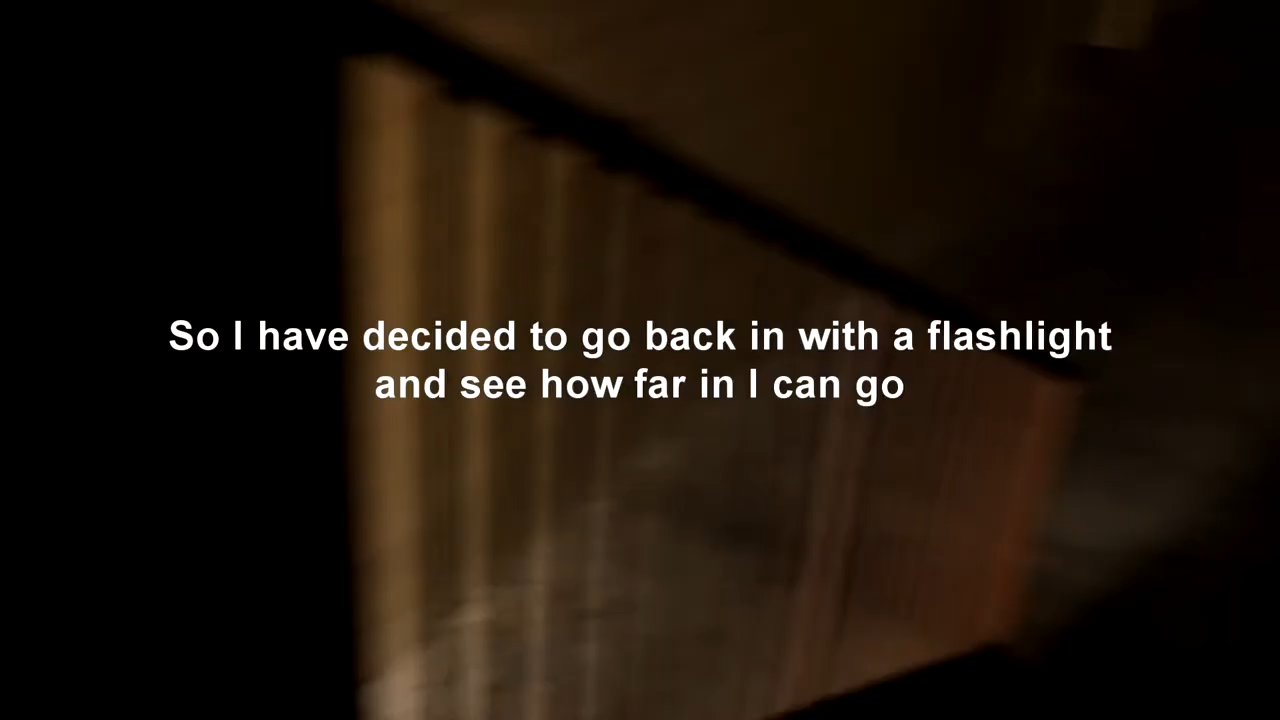 So I have decided to go back in with a flashlight
and see how far in I can go